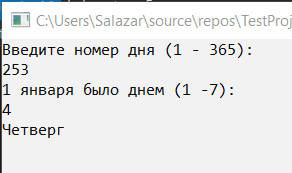 C:\Users\Salazar\source\repos\TestProj
Введите номер дня (1 - 365):
253
1 января было днем (1 -7):
4
Четверг